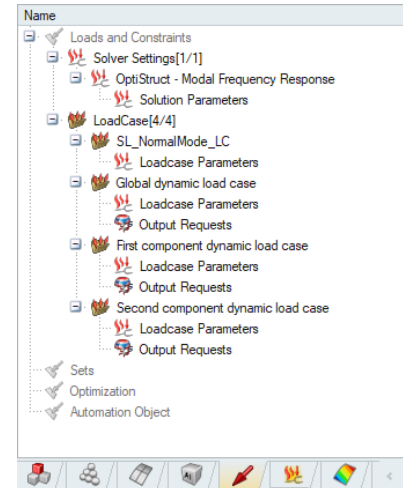 Name
Loads and Constraints
Solver Settings[1/1]
OptiStruct - Modal Frequency Response
Solution Parameters
LoadCase[4/4]
SL_NormalMode_LC
Loadcase Parameters
Global dynamic load case
Loadcase Parameters
Output Requests
First component dynamic load case
Loadcase Parameters
Output Requests
Second component dynamic load case
Loadcase Parameters
Output Requests
Sets
Optimization
Automation Object